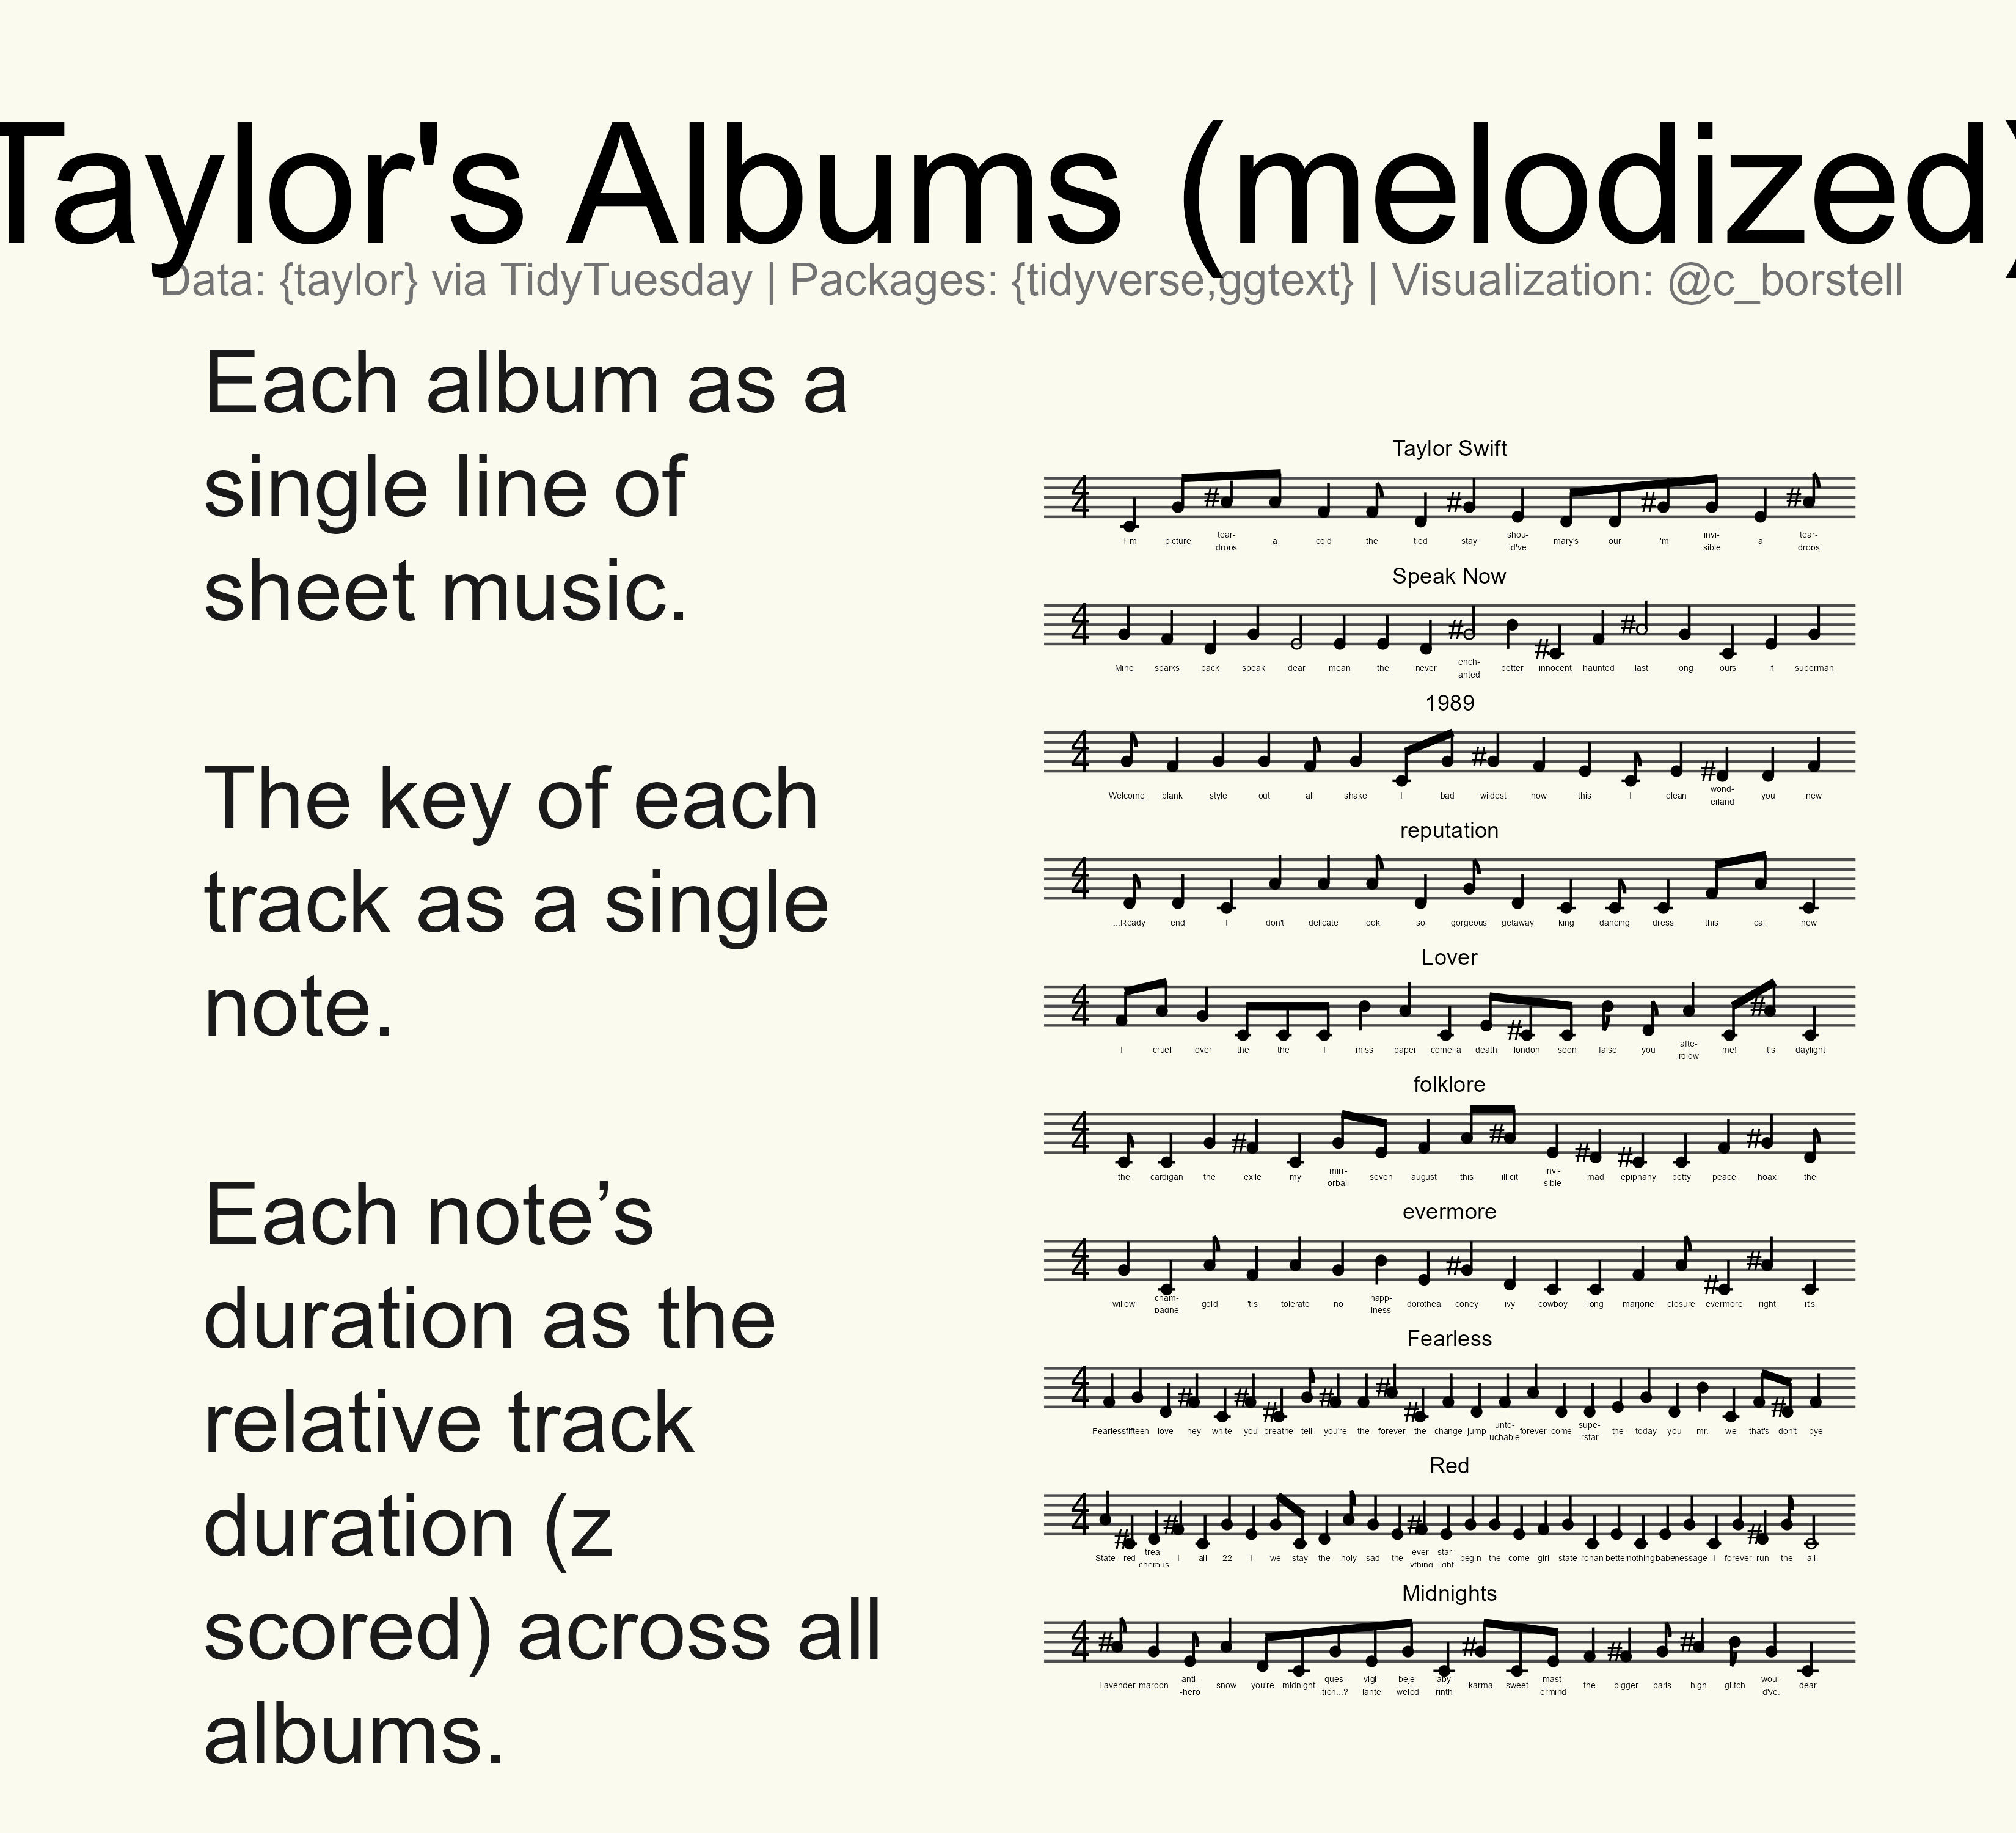 Taylor's Albums (melodized)
Data: {taylor} via TidyTuesday | Packages: {tidyverse,ggtext} | Visualization: @c_borstell
Each album as a
single line of
sheet music.
The key of each
track as a single
note.
Each note’s
duration as the
relative track
duration (z
scored) across all
albums.
Taylor Swift
4
4
# # # #
Tim picture tear- drops a cold the tied stay shou- ld've mary's our i'm invi- sible a tear- drops
Speak Now
4
4
# # #
Mine sparks back speak dear mean the never ench- anted better innocent haunted last long ours if superman
1989
4
4
# #
Welcome blank style out all shake I bad wildest how this I clean wond- erland you new
reputation
4
4
...Ready end I don't delicate look so gorgeous getaway king dancing dress this call new
Lover
4
4
# #
I cruel lover the the I miss paper cornelia death london soon false you afte- rglow me! it's daylight
folklore
4
4
# # # # #
the cardigan the exile my mirr- orball seven august this illicit invi- sible mad epiphany betty peace hoax the
evermore
4
4
# # #
willow cham- pagne gold 'tis tolerate no happ- iness dorothea coney ivy cowboy long marjorie closure evermore right it's
Fearless
4
4
# # # # # # #
Fearless fifteen love hey white you breathe tell you're the forever the change jump unto- uchable forever come supe- rstar the today you mr. we that's don't bye
Red
4
4
# # # #
State red trea- cherous I all 22 I we stay the holy sad the ever- ything star- light begin the come girl state ronan better nothing babe message I forever run the all
Midnights
4
4
# # # #
Lavender maroon anti- -hero snow you're midnight ques- tion...? vigi- lante beje- weled laby- rinth karma sweet mast- ermind the bigger paris high glitch woul- d've. dear